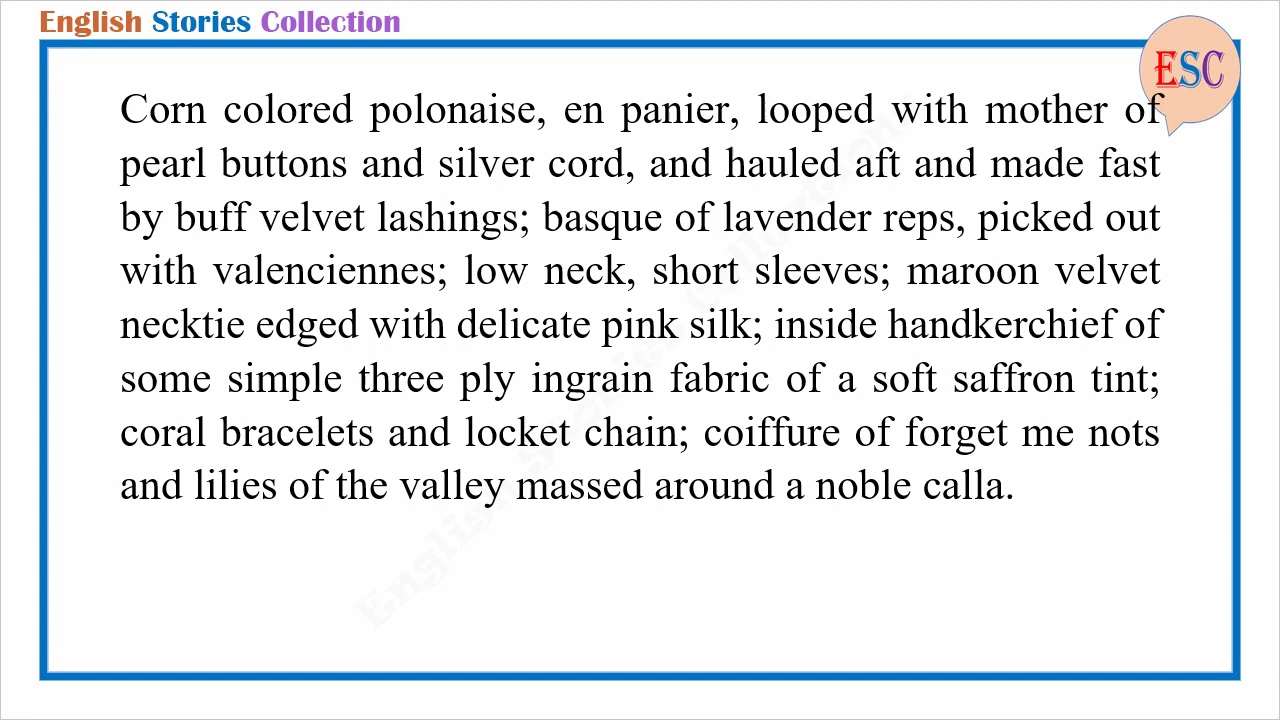 English Stories Collection
ESC
Corn colored polonaise, en panier, looped with mother of
pearl buttons and silver cord, and hauled aft and made fast
by buff velvet lashings; basque of lavender reps, picked out
with valenciennes; low neck, short sleeves; maroon velvet
necktie edged with delicate pink silk; inside handkerchief of
some simple three ply ingrain fabric of a soft saffron tint;
coral bracelets and locket chain; coiffure of forget me nots
and lilies of the valley massed around a noble calla.
English Stories Collection